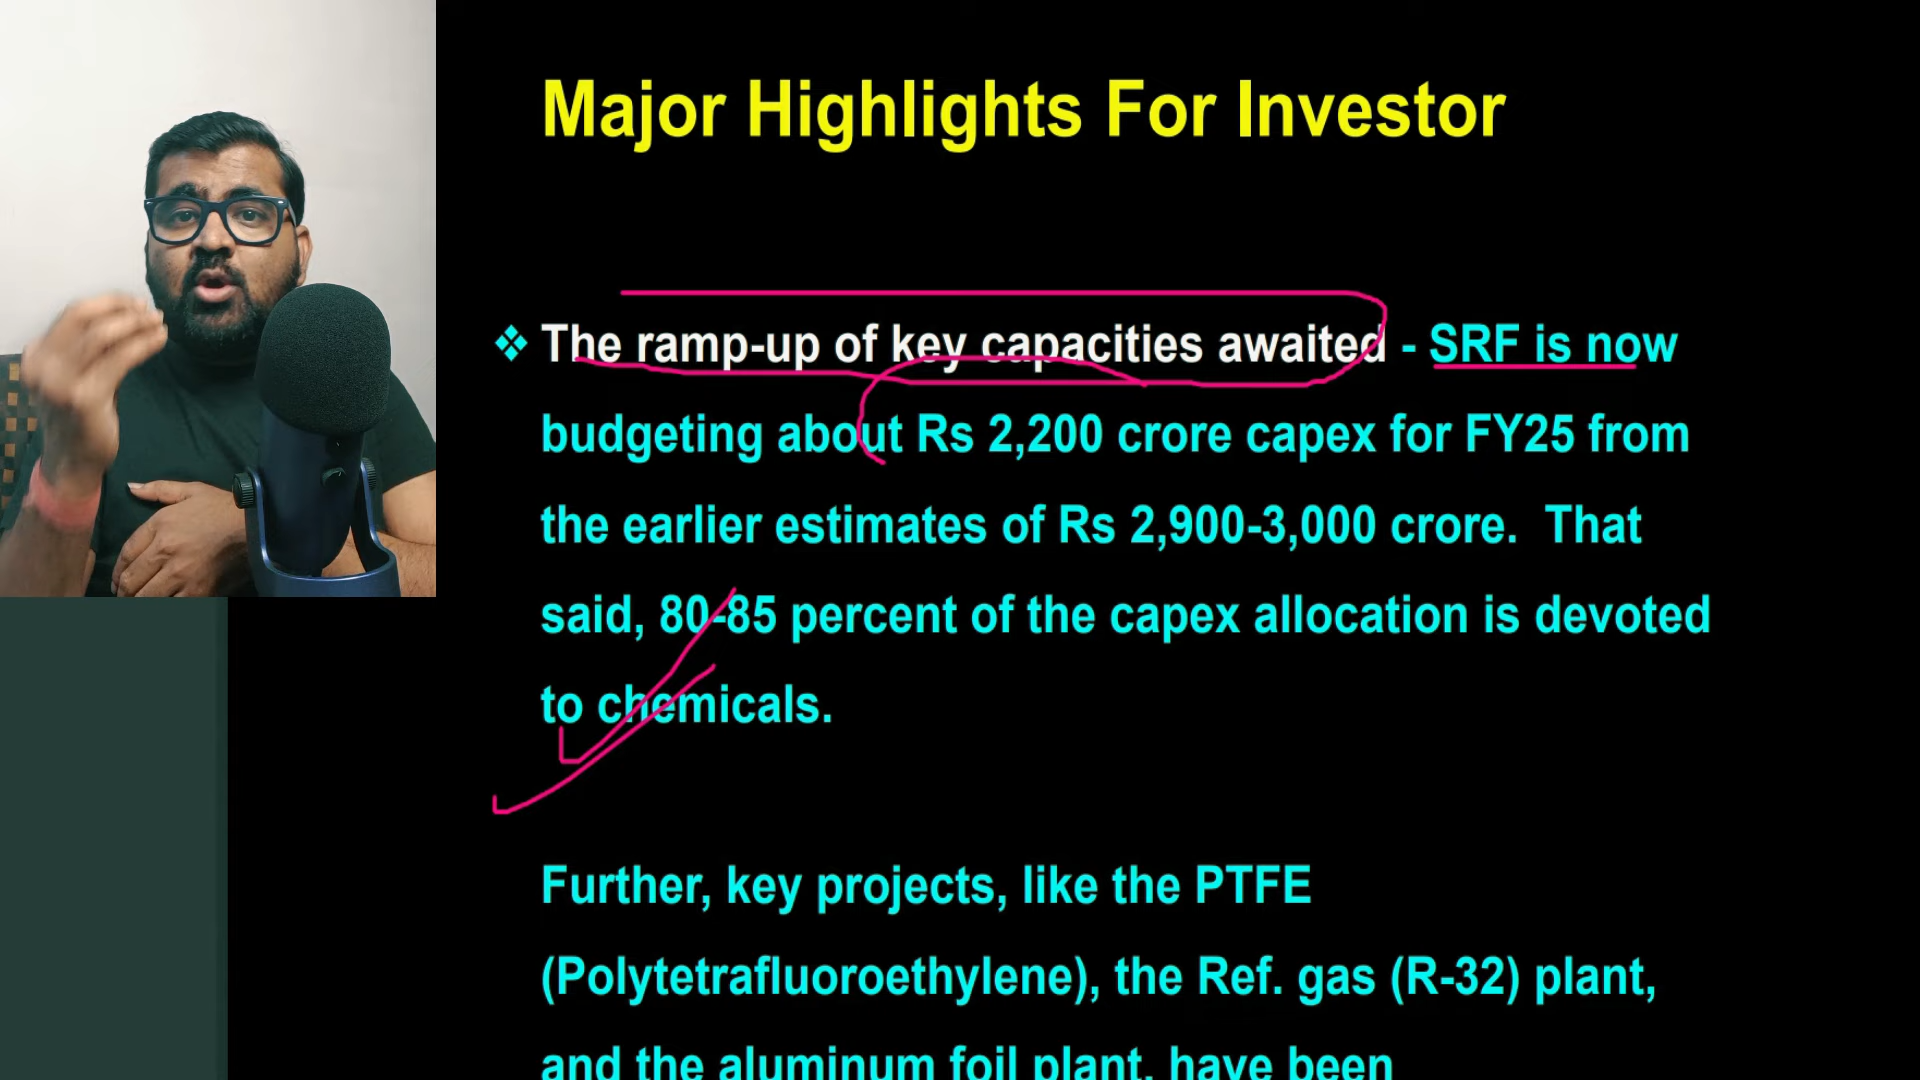 Major Highlights For Investor
❖ The ramp-up of key capacities awaited - SRF is now
budgeting about Rs 2,200 crore capex for FY25 from
the earlier estimates of Rs 2,900-3,000 crore. That
said, 80-85 percent of the capex allocation is devoted
to chemicals.
Further, key projects, like the PTFE
(Polytetrafluoroethylene), the Ref. gas (R-32) plant,
and the aluminum foil plant, have been